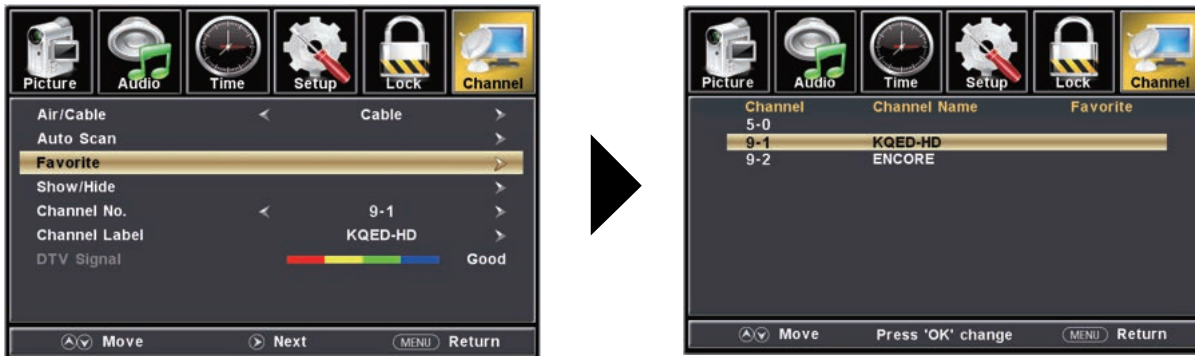 Picture Audio Time Setup Lock Channel
Air/Cable Cable
Auto Scan
Favorite
Show/Hide
Channel No. 9-1
Channel Label KQED-HD
DTV Signal Good
Move Next MENU Return
Picture Audio Time Setup Lock Channel
Channel Channel Name Favorite
5-0
9-1 KQED-HD
9-2 ENCORE
Move Press 'OK' change MENU Return